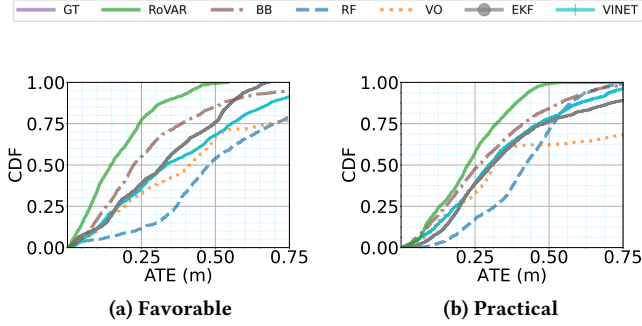 GT RoVAR BB RF VO EKF VINET
1.00 1.00
0.75 0.75
CDF 0.50 CDF 0.50
0.25 0.25
0.00 0.00
0.25 0.50 0.75 0.25 0.50 0.75
ATE (m) ATE (m)
(a) Favorable (b) Practical